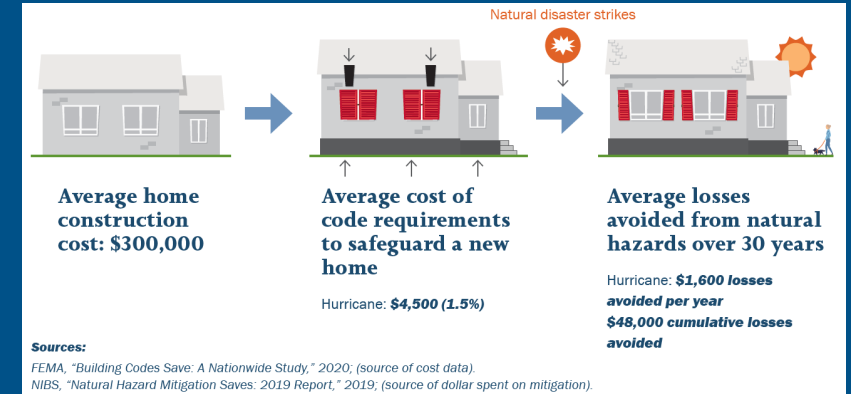 Natural disaster strikes
Average home
construction
cost: $300,000
Average cost of
code requirements
to safeguard a new
home
Hurricane: $4,500 (1.5%)
Average losses
avoided from natural
hazards over 30 years
Hurricane: $1,600 losses
avoided per year
$48,000 cumulative losses
avoided
Sources:
FEMA, “Building Codes Save: A Nationwide Study,” 2020; (source of cost data).
NIBS, “Natural Hazard Mitigation Saves: 2019 Report,” 2019; (source of dollar spent on mitigation).